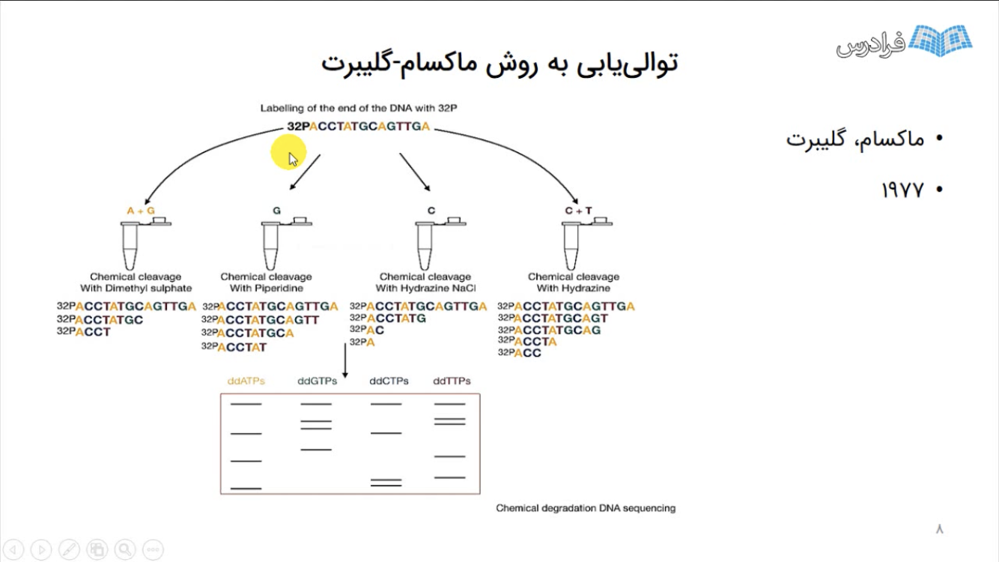 فرادرس
توالی‌یابی به روش ماکسام-گلیبرت
• ماکسام، گلیبرت
• ۱۹۷۷
Labelling of the end of the DNA with 32P
32PACCTATGCAGTTGA
A + G
G
C
C + T
Chemical cleavage
With Dimethyl sulphate
32PACCTATGCAGTTGA
32PACCTATGC
32PACCT
Chemical cleavage
With Piperidine
32PACCTATGCAGTTGA
32PACCTATGCAGTT
32PACCTATGCA
32PACCTAT
Chemical cleavage
With Hydrazine NaCl
32PACCTATGCAGTTGA
32PACCTATG
32PAC
32PA
Chemical cleavage
With Hydrazine
32PACCTATGCAGTTGA
32PACCTATGCAGT
32PACCTATGCAG
32PACCTA
32PACC
ddATPs
ddGTPs
ddCTPs
ddTTPs
Chemical degradation DNA sequencing
۸